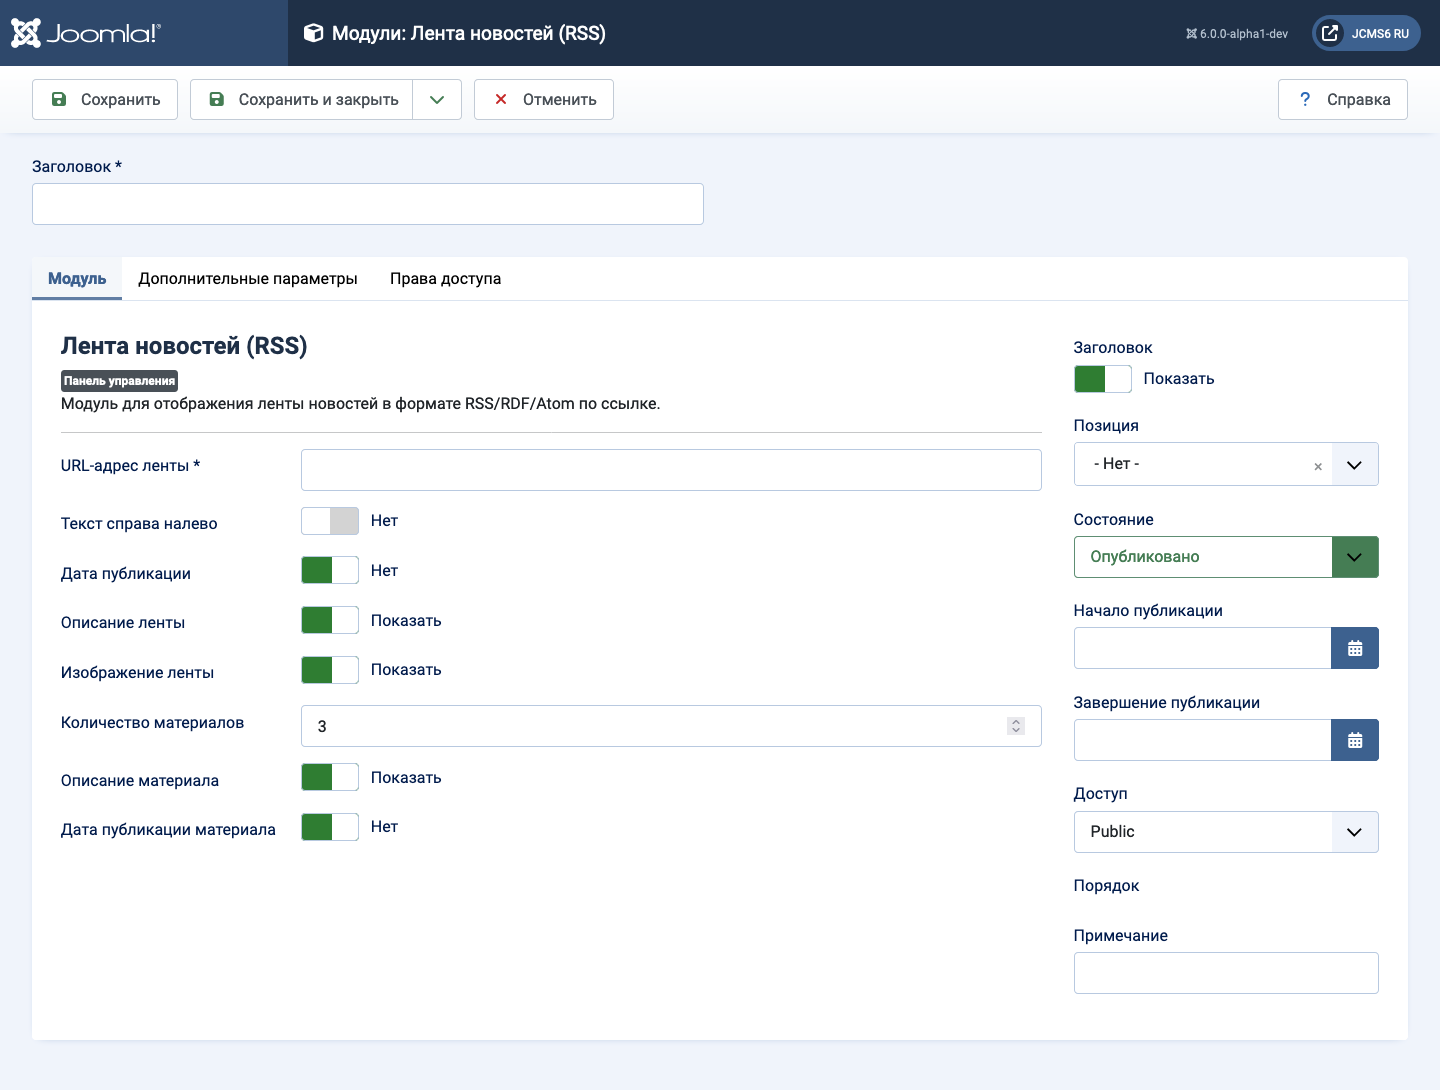 Joomla!®
Модули: Лента новостей (RSS)
6.0.0-alpha1-dev
JCMS6 RU
Сохранить
Сохранить и закрыть
Отменить
? Справка
Заголовок *
Модуль
Дополнительные параметры
Права доступа
Лента новостей (RSS)
Панель управления
Модуль для отображения ленты новостей в формате RSS/RDF/Atom по ссылке.
URL-адрес ленты *
Текст справа налево
Нет
Дата публикации
Нет
Описание ленты
Показать
Изображение ленты
Показать
Количество материалов
3
Описание материала
Показать
Дата публикации материала
Нет
Заголовок
Показать
Позиция
- Нет -
×
Состояние
Опубликовано
Начало публикации
Завершение публикации
Доступ
Public
Порядок
Примечание